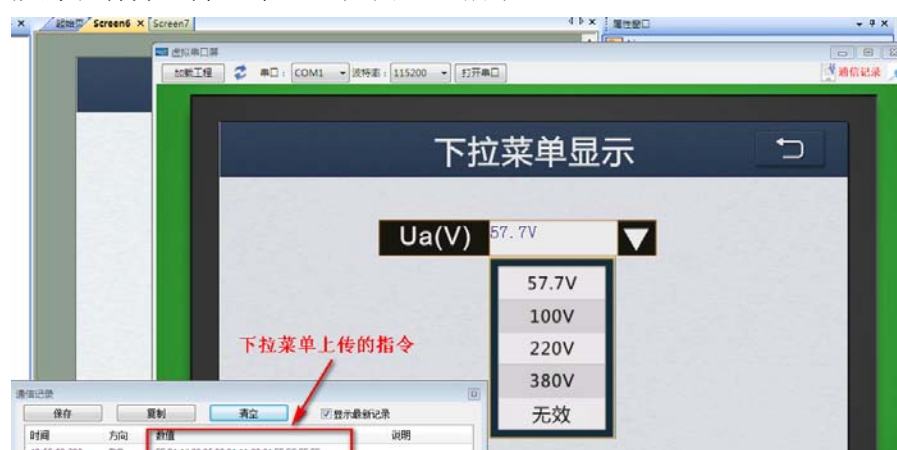 起始页 Screen6 × Screen7
属性窗口
虚拟串口屏
加载工程 串口: COM1 波特率: 115200 打开串口
通信记录
下拉菜单显示
Ua(V) 57.7V
57.7V
100V
220V
380V
无效
下拉菜单上传的指令
通信记录
保存 复制 清空 显示最新记录
时间 方向 数值 说明